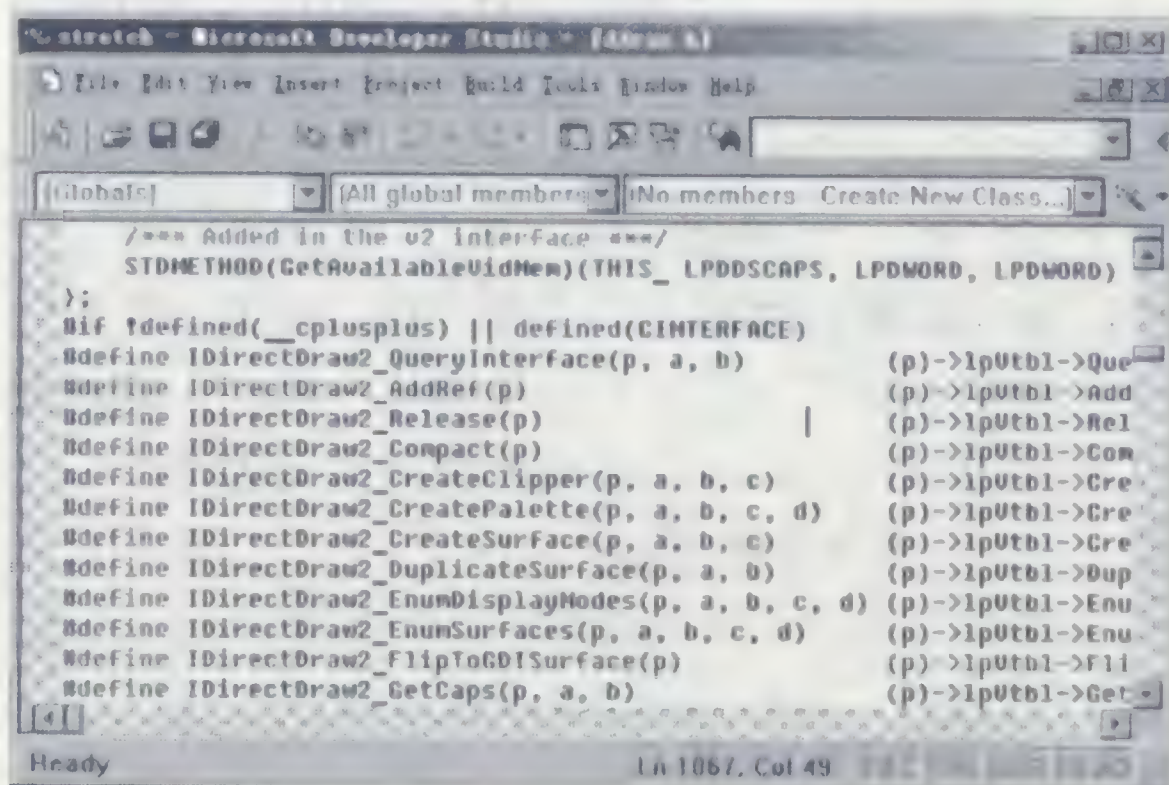 stretch - Microsoft Developer Studio - [ddraw.h]
File Edit View Insert Project Build Tools Window Help
(Globals) (All global members (No members Create New Class...)
/*** Added in the v2 interface ***/
STDMETHOD(GetAvailableVidMem)(THIS_ LPDDSCAPS, LPDWORD, LPDWORD)
};
#if !defined(__cplusplus) || defined(CINTERFACE)
#define IDirectDraw2_QueryInterface(p, a, b) (p)->lpVtbl->Que
#define IDirectDraw2_AddRef(p) (p)->lpVtbl->Add
#define IDirectDraw2_Release(p) (p)->lpVtbl->Rel
#define IDirectDraw2_Compact(p) (p)->lpVtbl->Com
#define IDirectDraw2_CreateClipper(p, a, b, c) (p)->lpVtbl->Cre
#define IDirectDraw2_CreatePalette(p, a, b, c, d) (p)->lpVtbl->Cre
#define IDirectDraw2_CreateSurface(p, a, b, c) (p)->lpVtbl->Cre
#define IDirectDraw2_DuplicateSurface(p, a, b) (p)->lpVtbl->Dup
#define IDirectDraw2_EnumDisplayModes(p, a, b, c, d) (p)->lpVtbl->Enu
#define IDirectDraw2_EnumSurfaces(p, a, b, c, d) (p)->lpVtbl->Enu
#define IDirectDraw2_FlipToGDISurface(p) (p)->lpVtbl->Fli
#define IDirectDraw2_GetCaps(p, a, b) (p)->lpVtbl->Get
Ready Ln 1067, Col 49